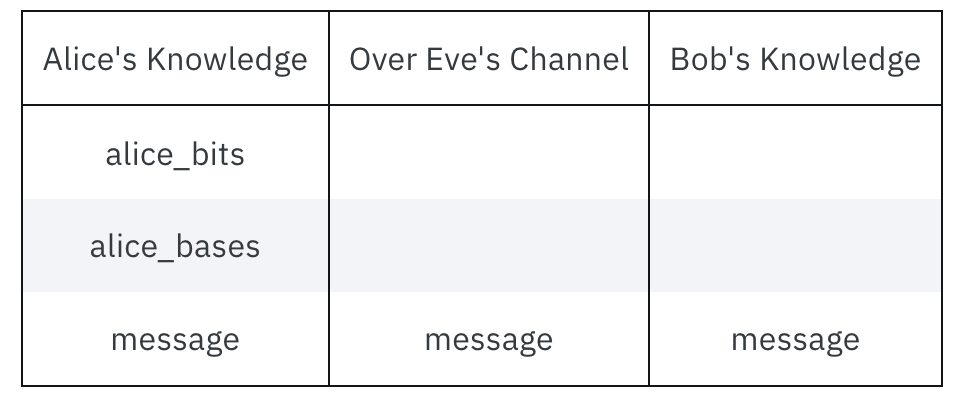 Alice's Knowledge Over Eve's Channel Bob's Knowledge
alice_bits
alice_bases
message message message